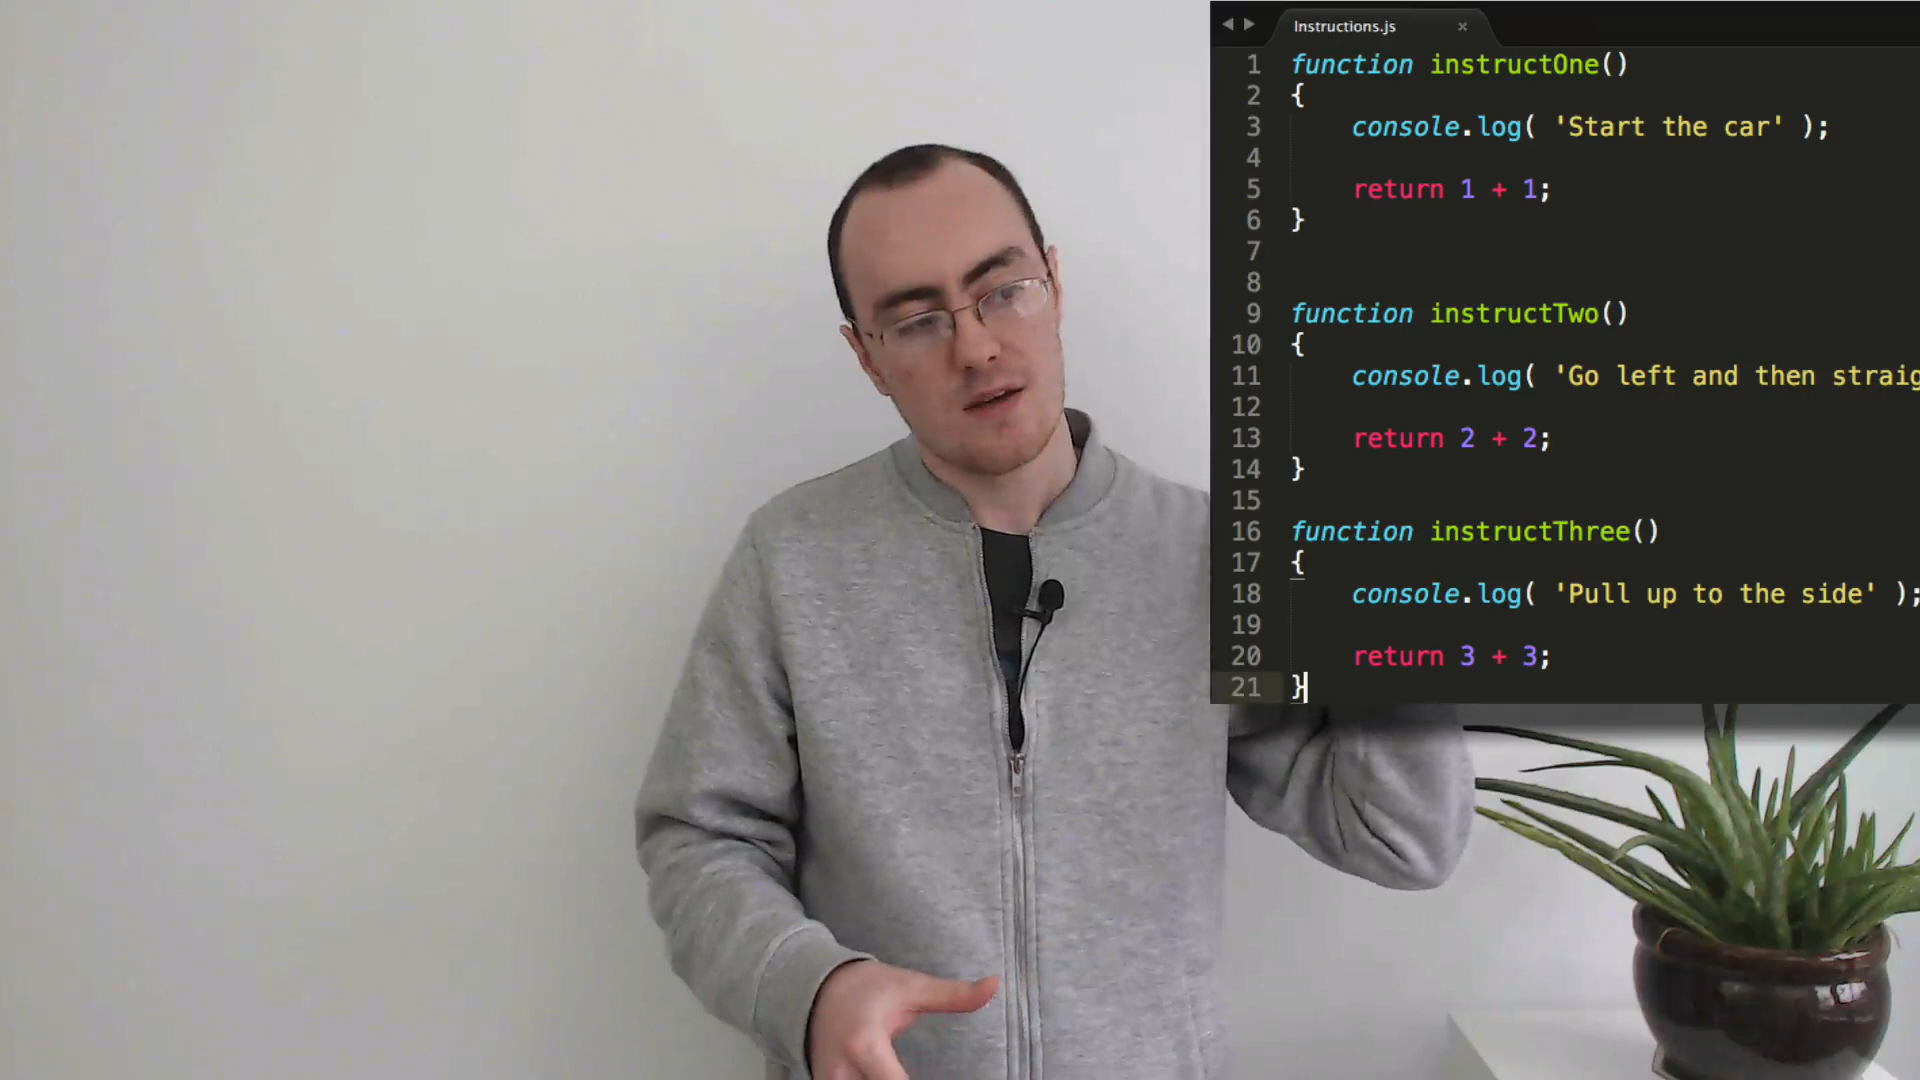 Instructions.js
1 function instructOne()
2 {
3 console.log( 'Start the car' );
4
5 return 1 + 1;
6 }
7
8
9 function instructTwo()
10 {
11 console.log( 'Go left and then straig
12
13 return 2 + 2;
14 }
15
16 function instructThree()
17 {
18 console.log( 'Pull up to the side' );
19
20 return 3 + 3;
21 }